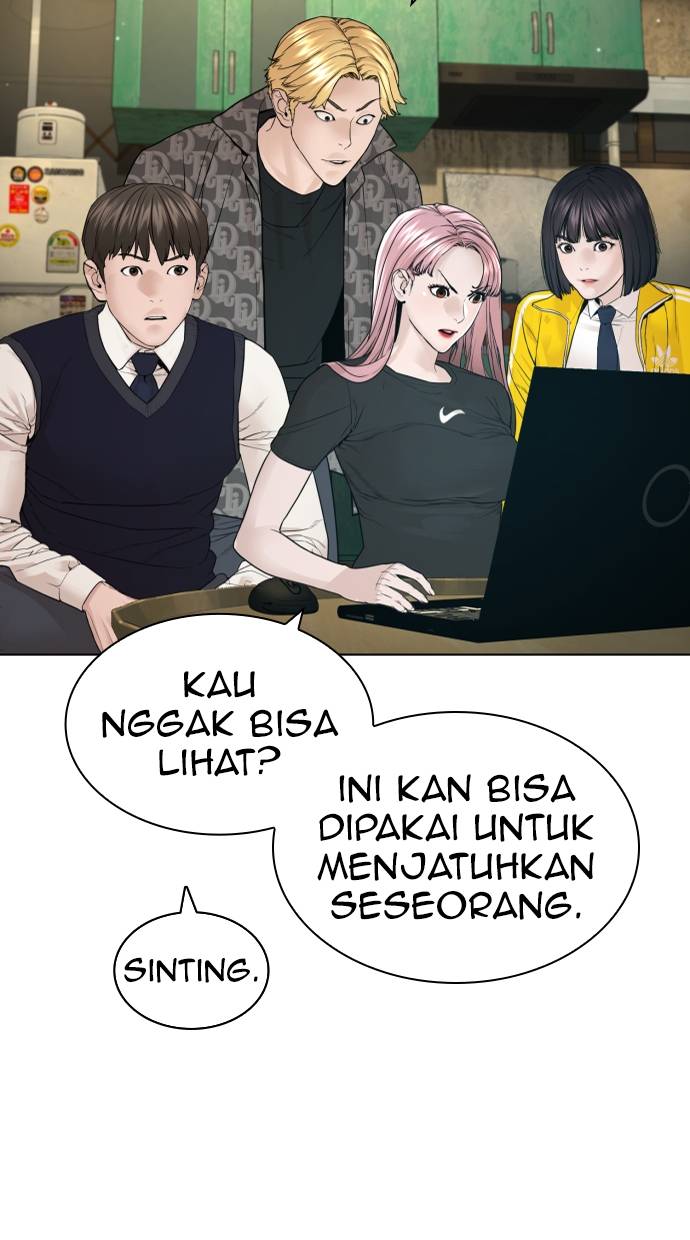 KAU
NGGAK BISA
LIHAT?
INI KAN BISA
DIPAKAI UNTUK
MENJATUHKAN
SESEORANG.
SINTING.